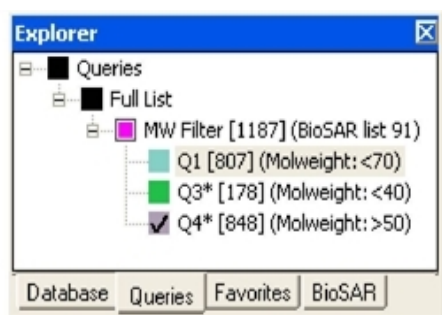 Explorer
Queries
Full List
MW Filter [1187] (BioSAR list 91)
Q1 [807] (Molweight:<70)
Q3* [178] (Molweight:<40)
Q4* [848] (Molweight:>50)
Database Queries Favorites BioSAR